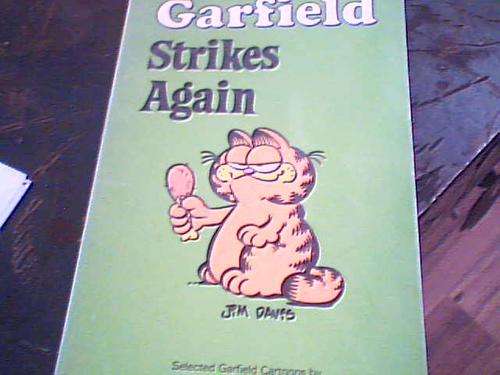 Garfield
Strikes
Again
JIM DAVIS
Selected Garfield Cartoons by